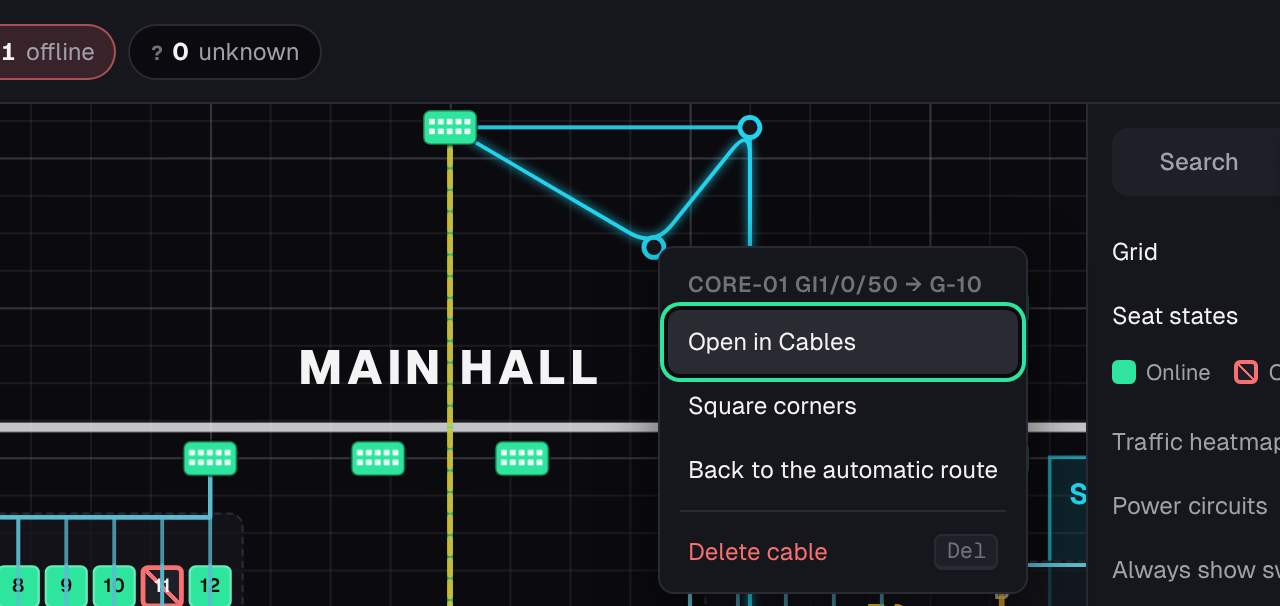 1 offline
? 0 unknown
Search
Grid
CORE-01 GI1/0/50 → G-10
Seat states
Open in Cables
MAIN HALL
Online
Square corners
Traffic heatmap
Back to the automatic route
S
Power circuits
Delete cable Del
Always show sw
8 9 10 11 12